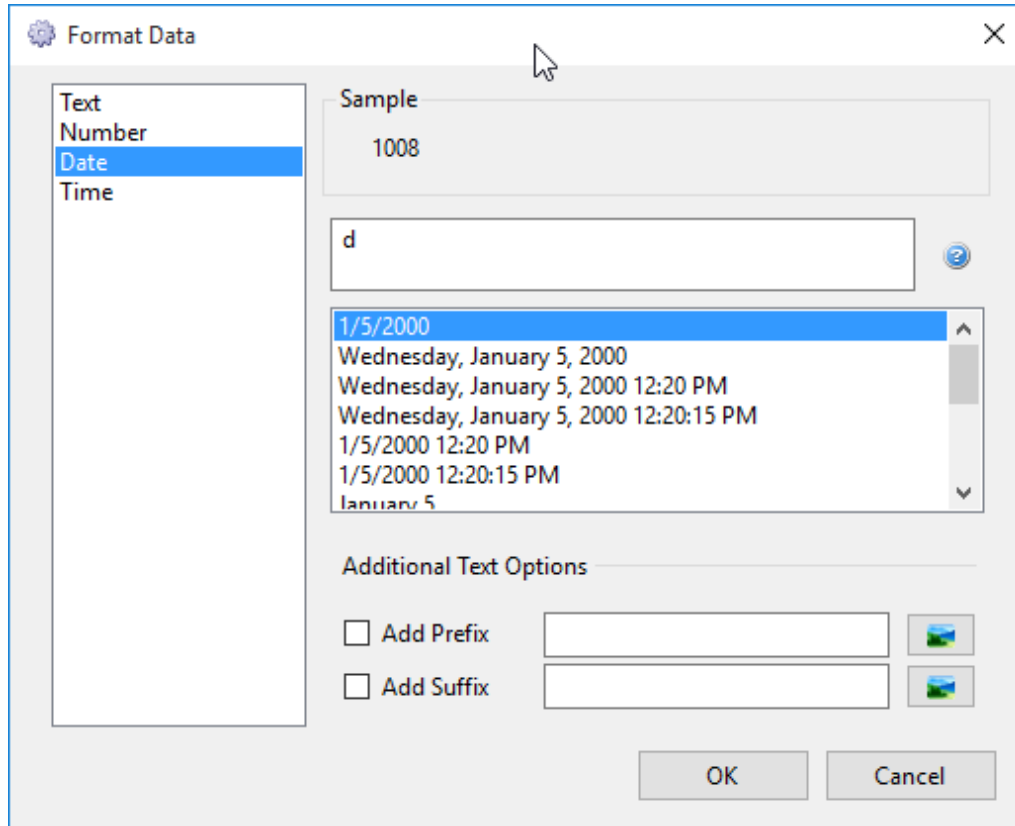 Format Data
Text
Number
Date
Time
Sample
1008
d
?
1/5/2000
Wednesday, January 5, 2000
Wednesday, January 5, 2000 12:20 PM
Wednesday, January 5, 2000 12:20:15 PM
1/5/2000 12:20 PM
1/5/2000 12:20:15 PM
January 5
Additional Text Options
Add Prefix
Add Suffix
OK
Cancel